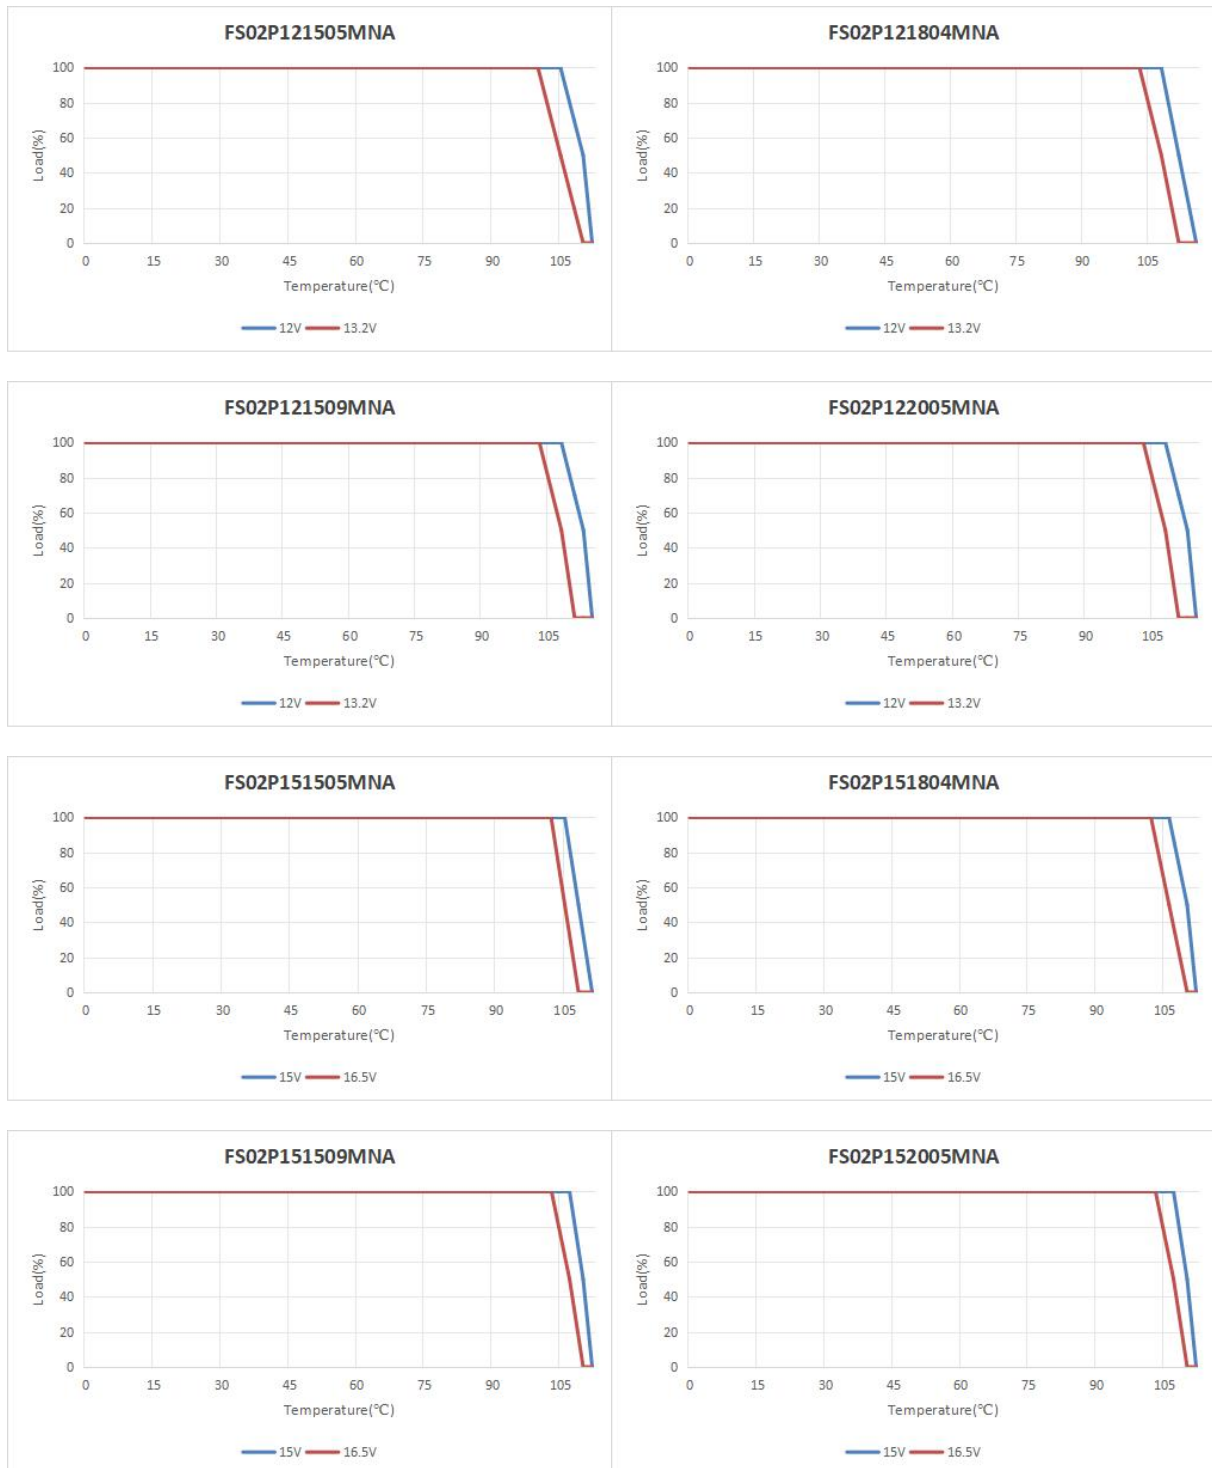 FS02P121505MNA
100
80
60
40
20
0
Load(%)
0 15 30 45 60 75 90 105
Temperature(℃)
12V 13.2V
FS02P121804MNA
100
80
60
40
20
0
Load(%)
0 15 30 45 60 75 90 105
Temperature(℃)
12V 13.2V
FS02P121509MNA
100
80
60
40
20
0
Load(%)
0 15 30 45 60 75 90 105
Temperature(℃)
12V 13.2V
FS02P122005MNA
100
80
60
40
20
0
Load(%)
0 15 30 45 60 75 90 105
Temperature(℃)
12V 13.2V
FS02P151505MNA
100
80
60
40
20
0
Load(%)
0 15 30 45 60 75 90 105
Temperature(℃)
15V 16.5V
FS02P151804MNA
100
80
60
40
20
0
Load(%)
0 15 30 45 60 75 90 105
Temperature(℃)
15V 16.5V
FS02P151509MNA
100
80
60
40
20
0
Load(%)
0 15 30 45 60 75 90 105
Temperature(℃)
15V 16.5V
FS02P152005MNA
100
80
60
40
20
0
Load(%)
0 15 30 45 60 75 90 105
Temperature(℃)
15V 16.5V